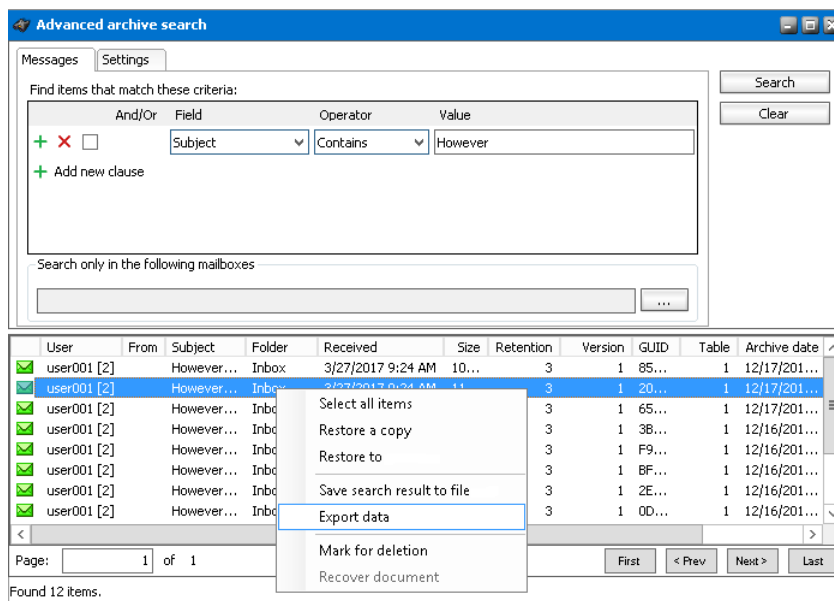 Advanced archive search
Messages Settings
Find items that match these criteria:
Search
Clear
And/Or Field Operator Value
Subject Contains However
Add new clause
Search only in the following mailboxes
...
User From Subject Folder Received Size Retention Version GUID Table Archive date
user001 [2] However... Inbox 3/27/2017 9:24 AM 10... 3 1 85... 1 12/17/201...
user001 [2] However... Inbox 3/27/2017 9:24 AM 11... 3 1 20... 1 12/17/201...
user001 [2] However... Inbo 3 1 65... 1 12/17/201...
user001 [2] However... Inbo 3 1 3B... 1 12/16/201...
user001 [2] However... Inbo 3 1 F9... 1 12/16/201...
user001 [2] However... Inbo 3 1 BF... 1 12/16/201...
user001 [2] However... Inbo 3 1 2E... 1 12/16/201...
user001 [2] However... Inbo 3 1 0D... 1 12/16/201...
Select all items
Restore a copy
Restore to
Save search result to file
Export data
Mark for deletion
Recover document
Page: 1 of 1 First < Prev Next > Last
Found 12 items.